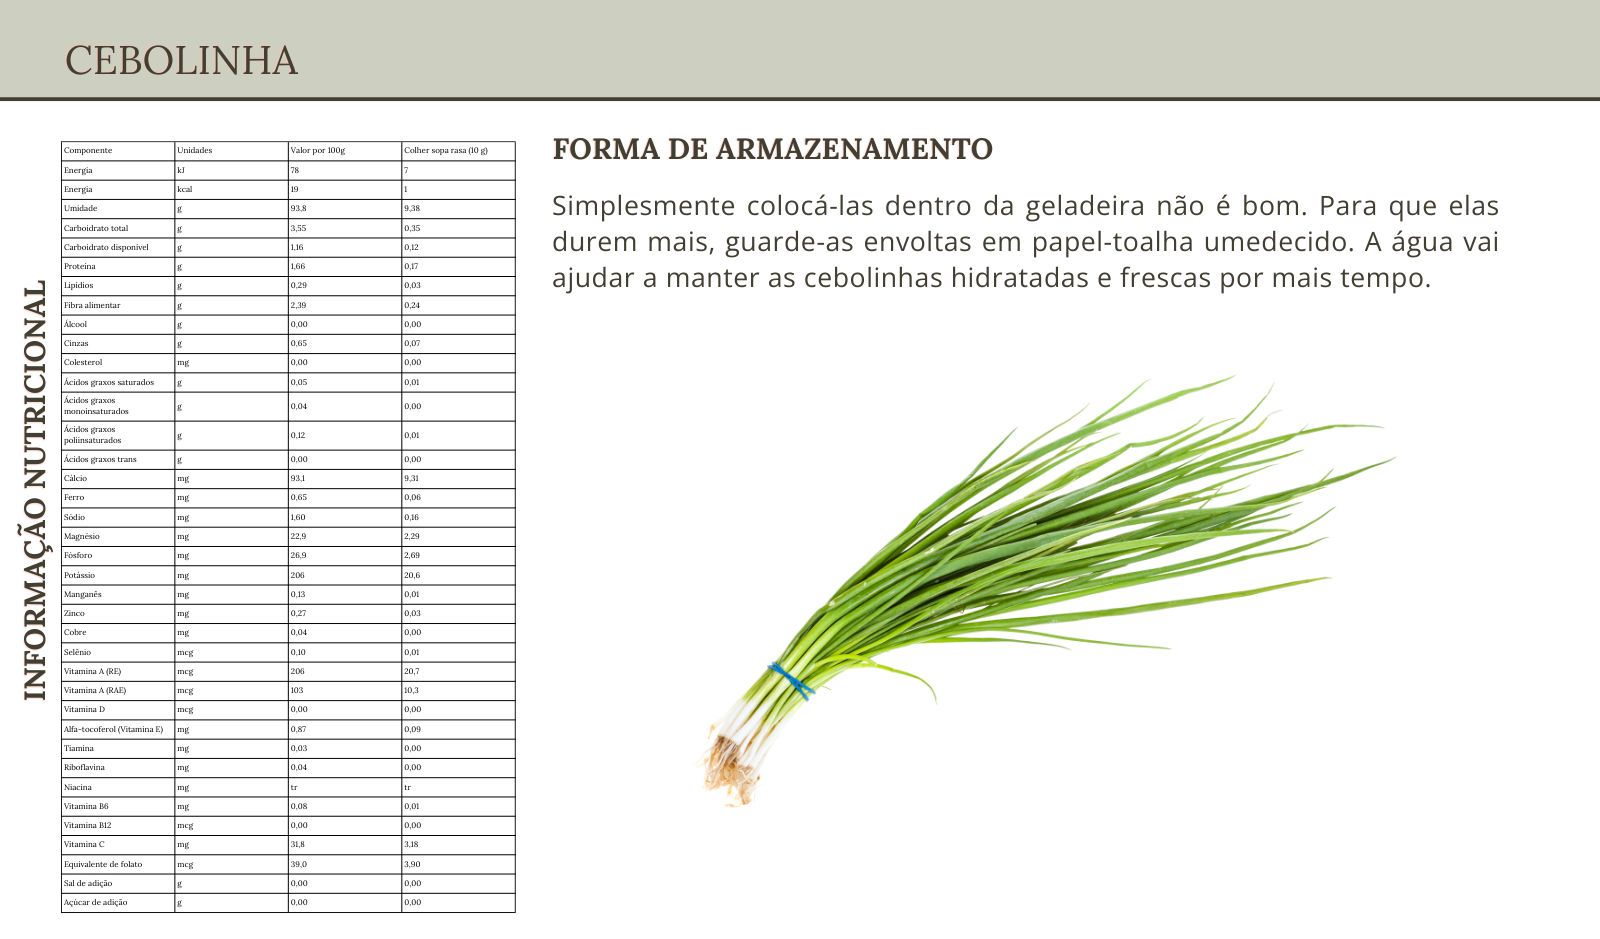 CEBOLINHA
INFORMAÇÃO NUTRICIONAL
Componente Unidades Valor por 100g Colher sopa rasa (10 g)
Energia kJ 78 7
Energia kcal 19 1
Umidade g 93,8 9,38
Carboidrato total g 3,55 0,35
Carboidrato disponível g 1,16 0,12
Proteína g 1,66 0,17
Lipídios g 0,29 0,03
Fibra alimentar g 2,39 0,24
Álcool g 0,00 0,00
Cinzas g 0,65 0,07
Colesterol mg 0,00 0,00
Ácidos graxos saturados g 0,05 0,01
Ácidos graxos
monoinsaturados g 0,04 0,00
Ácidos graxos
poliinsaturados g 0,12 0,01
Ácidos graxos trans g 0,00 0,00
Cálcio mg 93,1 9,31
Ferro mg 0,65 0,06
Sódio mg 1,60 0,16
Magnésio mg 22,9 2,29
Fósforo mg 26,9 2,69
Potássio mg 206 20,6
Manganês mg 0,13 0,01
Zinco mg 0,27 0,03
Cobre mg 0,04 0,00
Selênio mcg 0,10 0,01
Vitamina A (RE) mcg 206 20,7
Vitamina A (RAE) mcg 103 10,3
Vitamina D mcg 0,00 0,00
Alfa-tocoferol (Vitamina E) mg 0,87 0,09
Tiamina mg 0,03 0,00
Riboflavina mg 0,04 0,00
Niacina mg tr tr
Vitamina B6 mg 0,08 0,01
Vitamina B12 mcg 0,00 0,00
Vitamina C mg 31,8 3,18
Equivalente de folato mcg 39,0 3,90
Sal de adição g 0,00 0,00
Açúcar de adição g 0,00 0,00
FORMA DE ARMAZENAMENTO
Simplesmente colocá-las dentro da geladeira não é bom. Para que elas
durem mais, guarde-as envoltas em papel-toalha umedecido. A água vai
ajudar a manter as cebolinhas hidratadas e frescas por mais tempo.